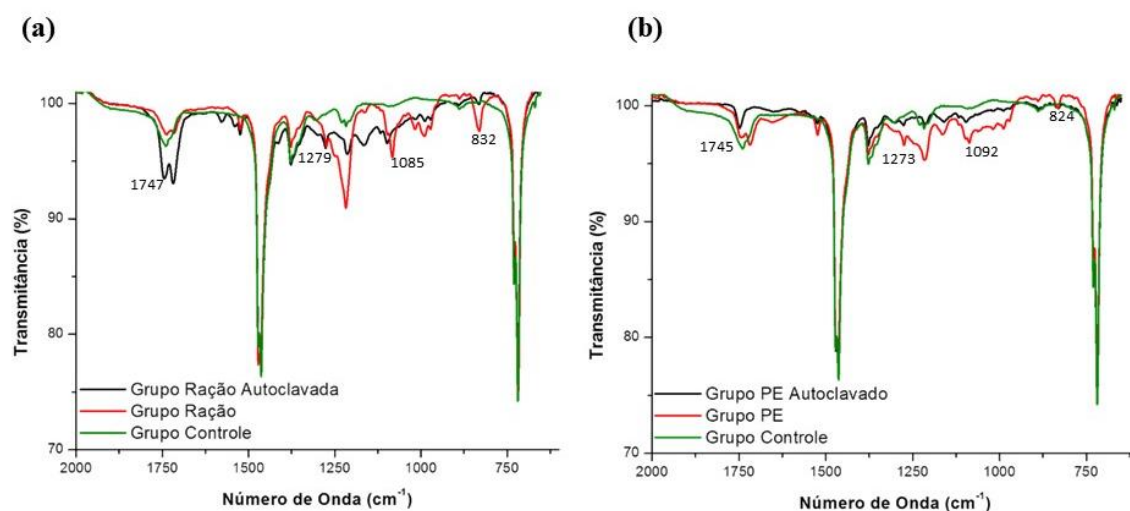 (a)
Transmitância (%)
100
90
80
70
1747
1279
1085
832
Grupo Ração Autoclavada
Grupo Ração
Grupo Controle
2000 1750 1500 1250 1000 750
Número de Onda (cm-1)
(b)
Transmitância (%)
100
90
80
70
1745
1273
1092
824
Grupo PE Autoclavado
Grupo PE
Grupo Controle
2000 1750 1500 1250 1000 750
Número de Onda (cm-1)